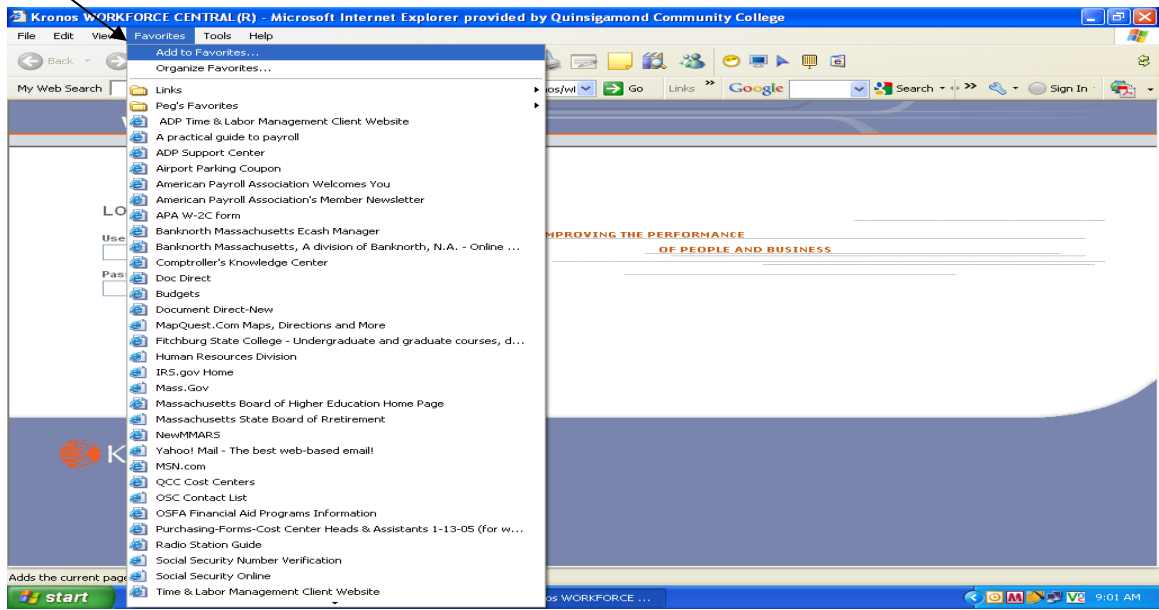 Kronos WORKFORCE CENTRAL(R) - Microsoft Internet Explorer provided by Quinsigamond Community College
File Edit View Favorites Tools Help
Back
My Web Search
os/wl Go Links » Google Search » Sign In
Add to Favorites...
Organize Favorites...
Links
Peg's Favorites
ADP Time & Labor Management Client Website
A practical guide to payroll
ADP Support Center
Airport Parking Coupon
American Payroll Association Welcomes You
American Payroll Association's Member Newsletter
APA W-2C form
Banknorth Massachusetts Ecash Manager
Banknorth Massachusetts, A division of Banknorth, N.A. - Online ...
Comptroller's Knowledge Center
Doc Direct
Budgets
Document Direct-New
MapQuest.Com Maps, Directions and More
Fitchburg State College - Undergraduate and graduate courses, d...
Human Resources Division
IRS.gov Home
Mass.Gov
Massachusetts Board of Higher Education Home Page
Massachusetts State Board of Rretirement
NewMMARS
Yahoo! Mail - The best web-based email!
MSN.com
QCC Cost Centers
OSC Contact List
OSFA Financial Aid Programs Information
Purchasing-Forms-Cost Center Heads & Assistants 1-13-05 (for w...
Radio Station Guide
Social Security Number Verification
Social Security Online
Time & Labor Management Client Website
LO
Use
Pas
MPROVING THE PERFORMANCE
OF PEOPLE AND BUSINESS
K
Adds the current page
start
os WORKFORCE ...
9:01 AM